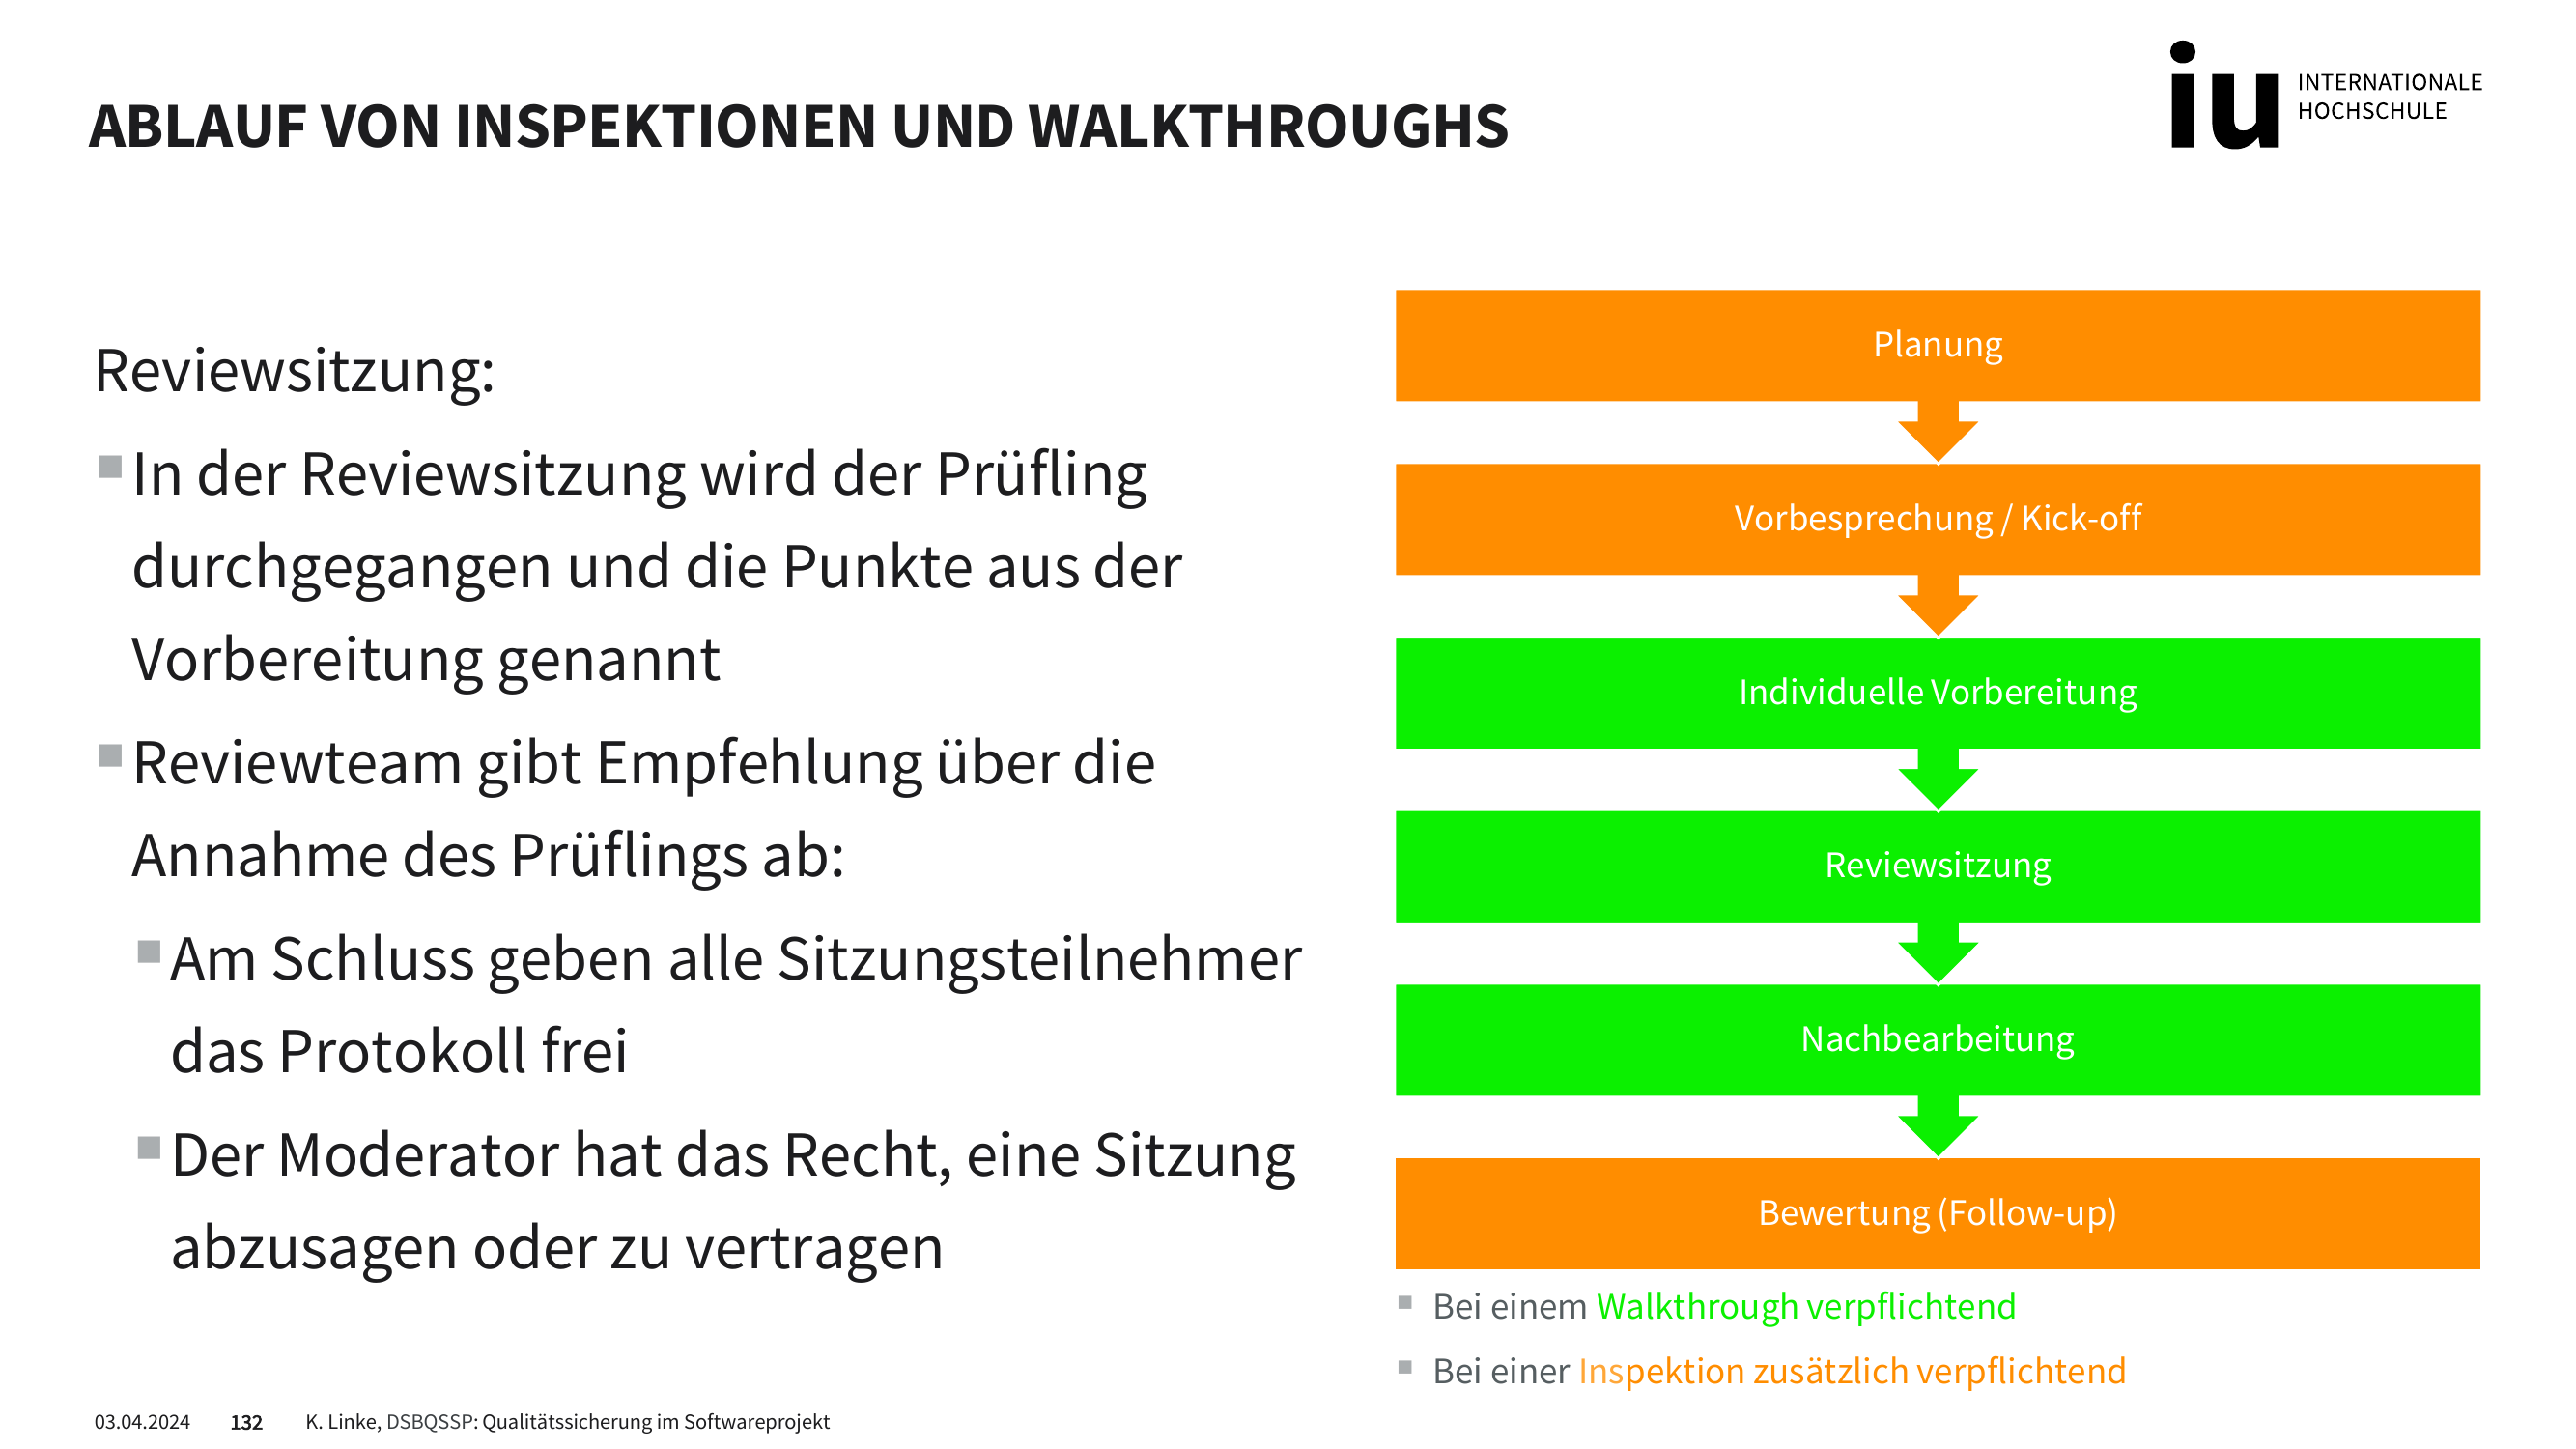 ABLAUF VON INSPEKTIONEN UND WALKTHROUGHS
iu INTERNATIONALE
HOCHSCHULE
Reviewsitzung:
In der Reviewsitzung wird der Prüfling
durchgegangen und die Punkte aus der
Vorbereitung genannt
Reviewteam gibt Empfehlung über die
Annahme des Prüflings ab:
Am Schluss geben alle Sitzungsteilnehmer
das Protokoll frei
Der Moderator hat das Recht, eine Sitzung
abzusagen oder zu vertragen
Planung
Vorbesprechung / Kick-off
Individuelle Vorbereitung
Reviewsitzung
Nachbearbeitung
Bewertung (Follow-up)
Bei einem Walkthrough verpflichtend
Bei einer Inspektion zusätzlich verpflichtend
03.04.2024 132 K. Linke, DSBQSSP: Qualitätssicherung im Softwareprojekt